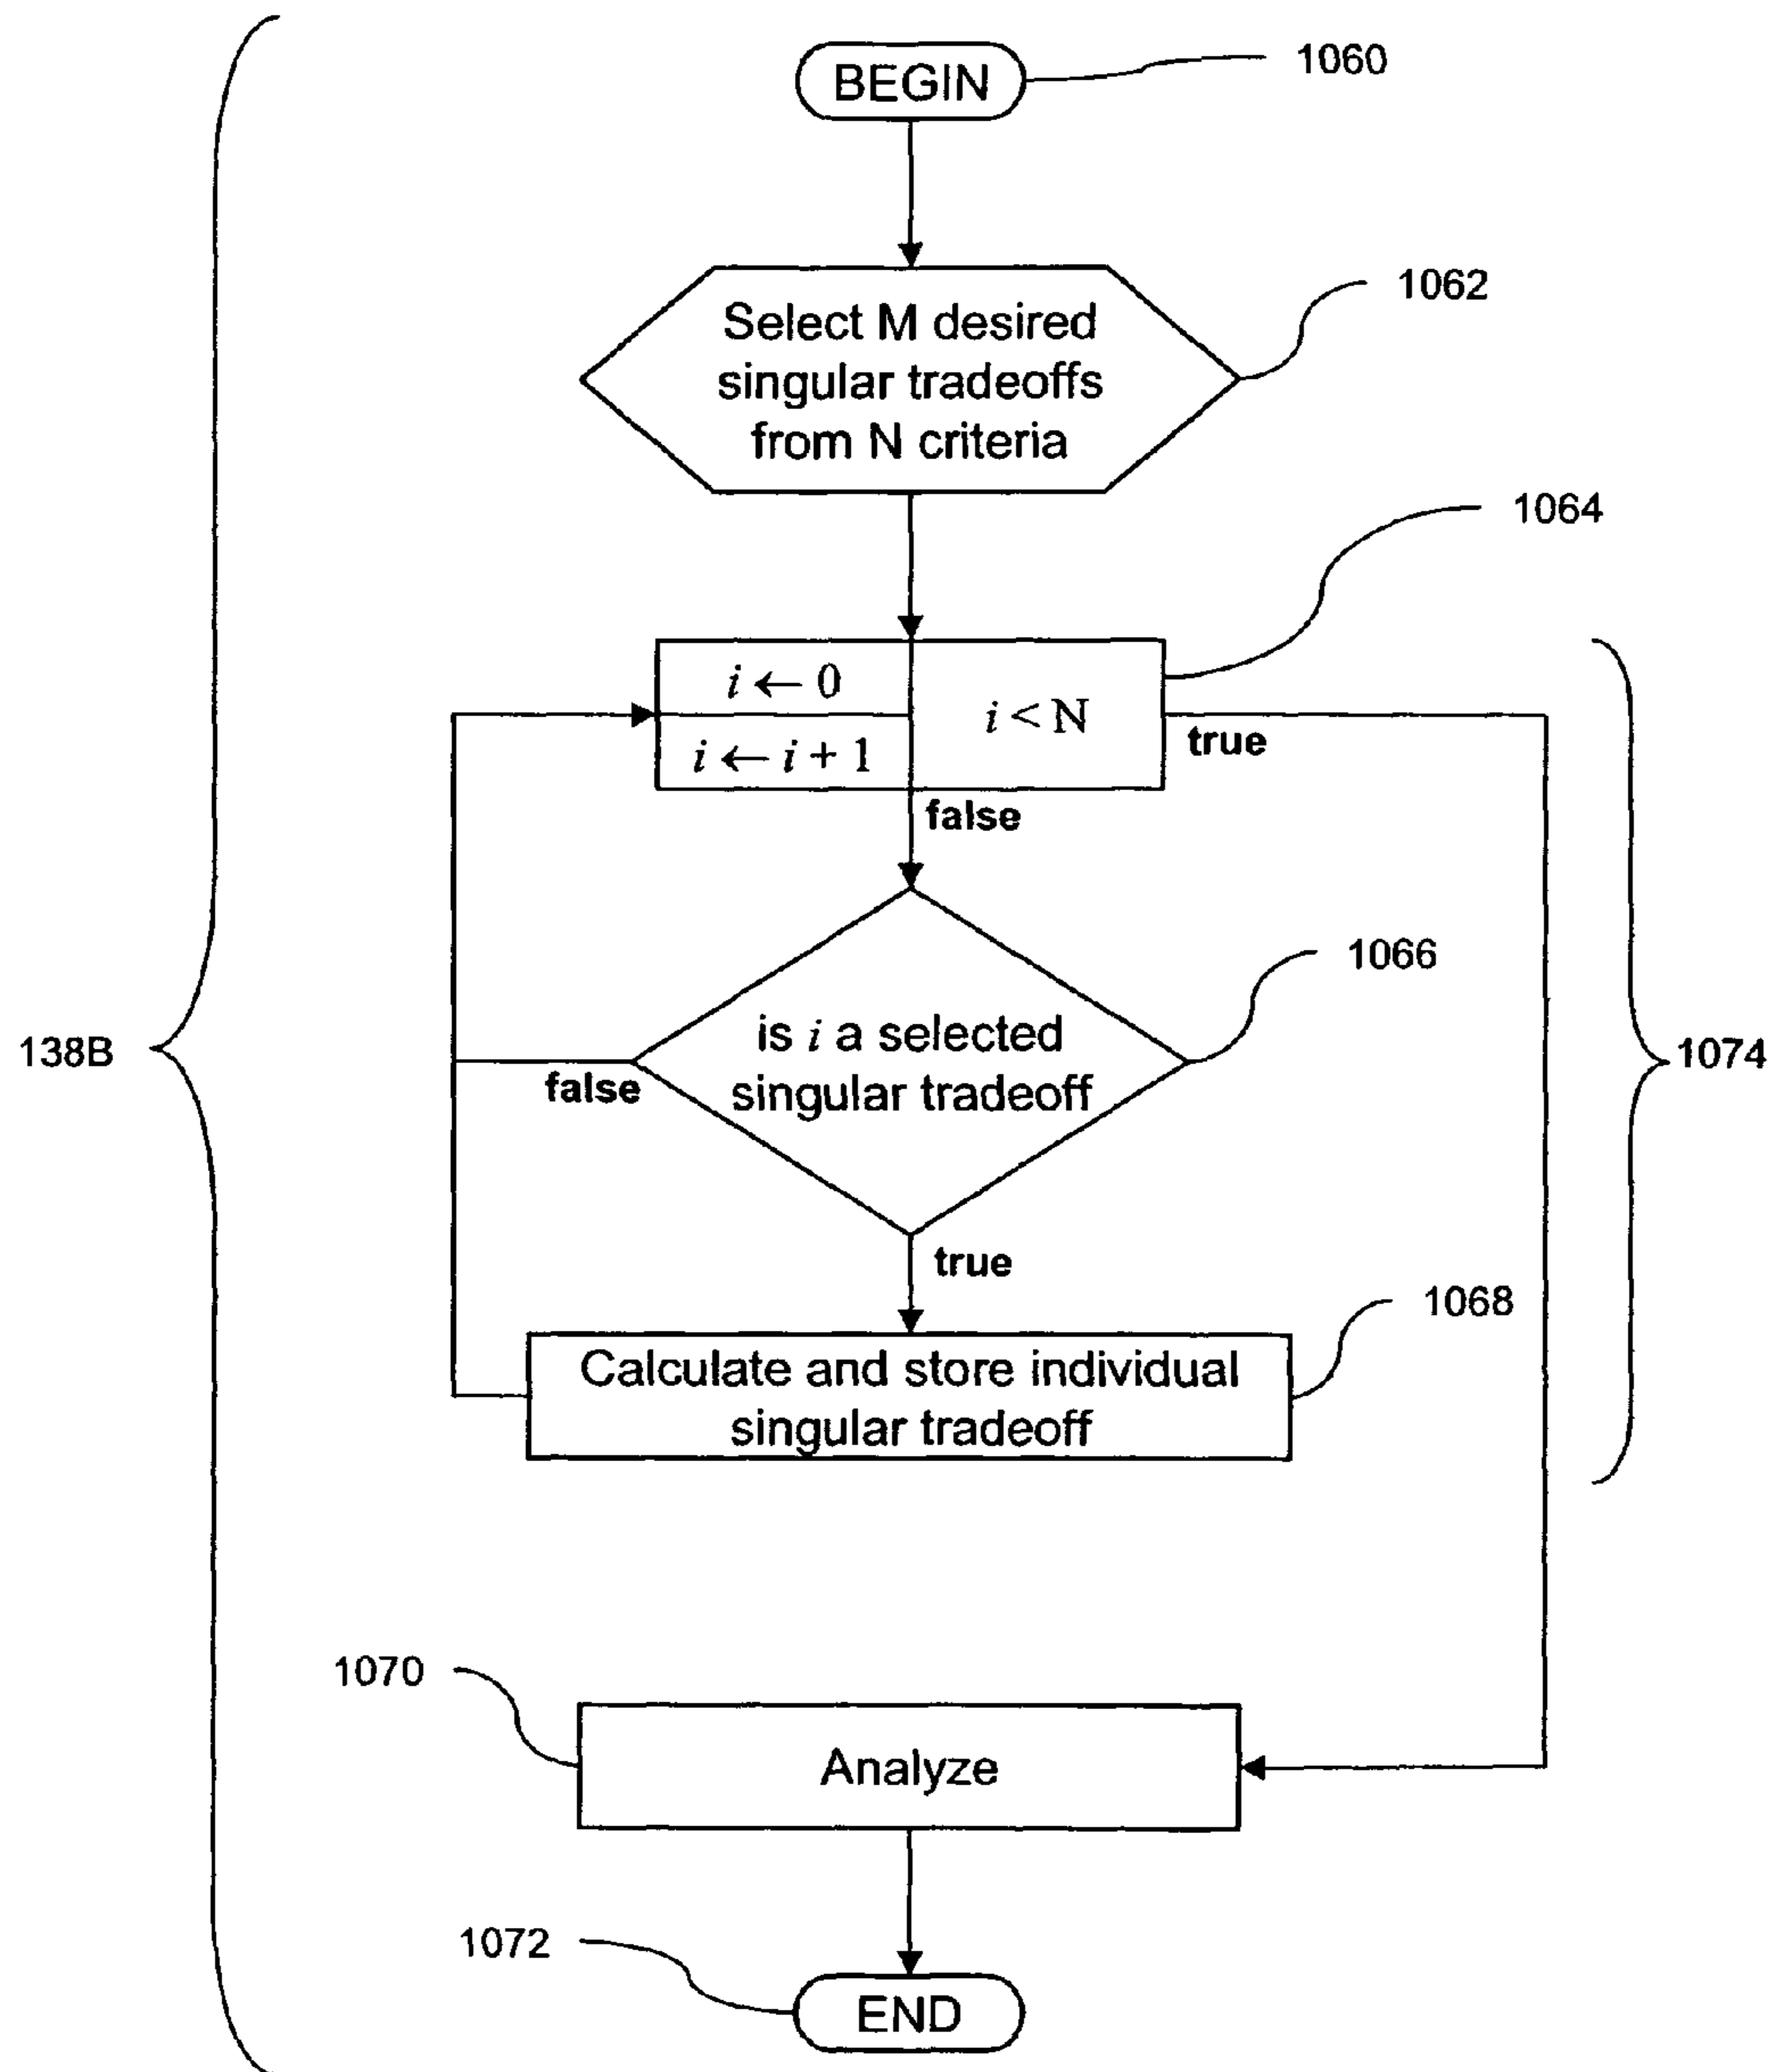 BEGIN
1060
Select M desired
singular tradeoffs
from N criteria
1062
1064
i ← 0
i ← i + 1
i < N
true
false
1066
is i a selected
singular tradeoff
false
138B
1074
true
1068
Calculate and store individual
singular tradeoff
1070
Analyze
1072
END